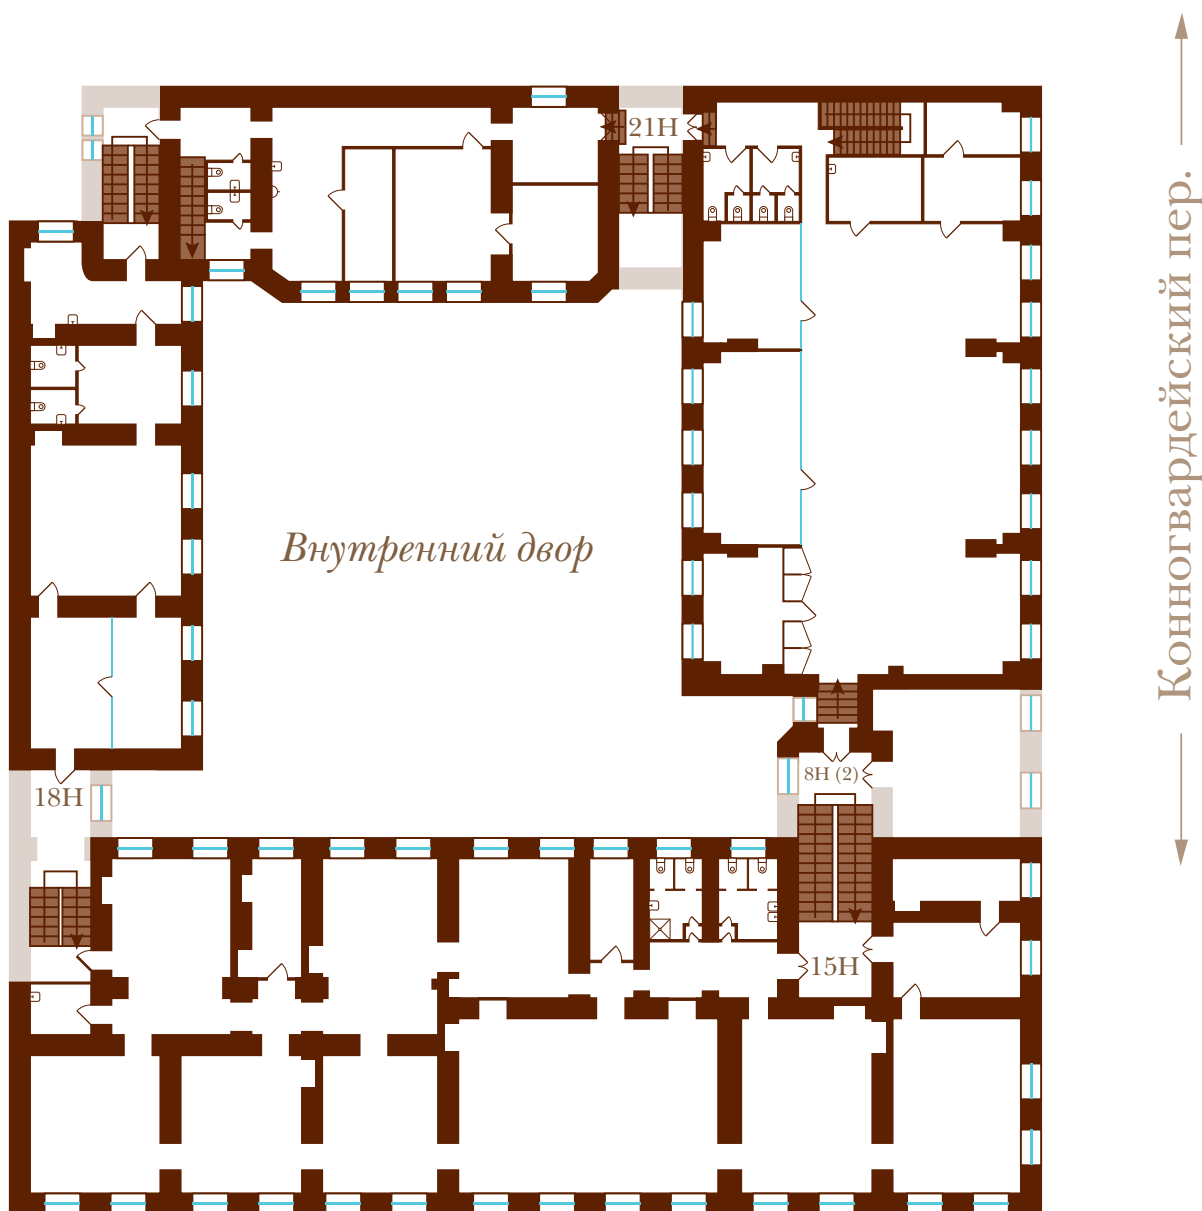 21Н
Конногвардейский пер.
Внутренний двор
8Н (2)
18Н
15Н